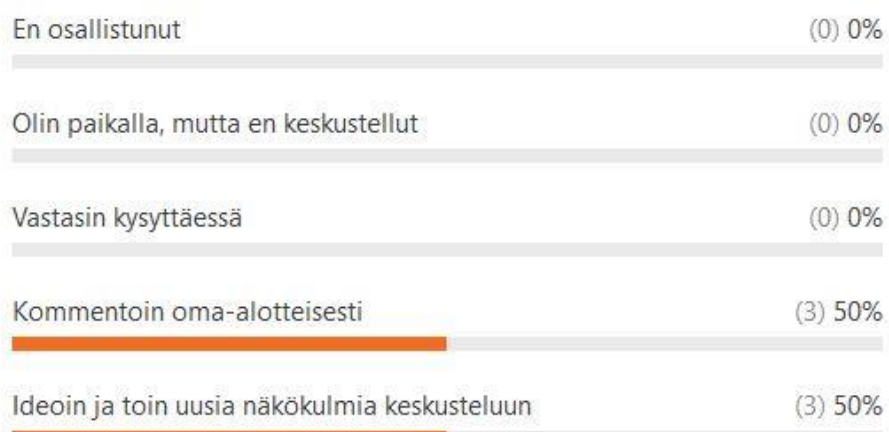 En osallistunut (0) 0%
Olin paikalla, mutta en keskustellut (0) 0%
Vastasin kysyttäessä (0) 0%
Kommentoin oma-alotteisesti (3) 50%
Ideoin ja toin uusia näkökulmia keskusteluun (3) 50%